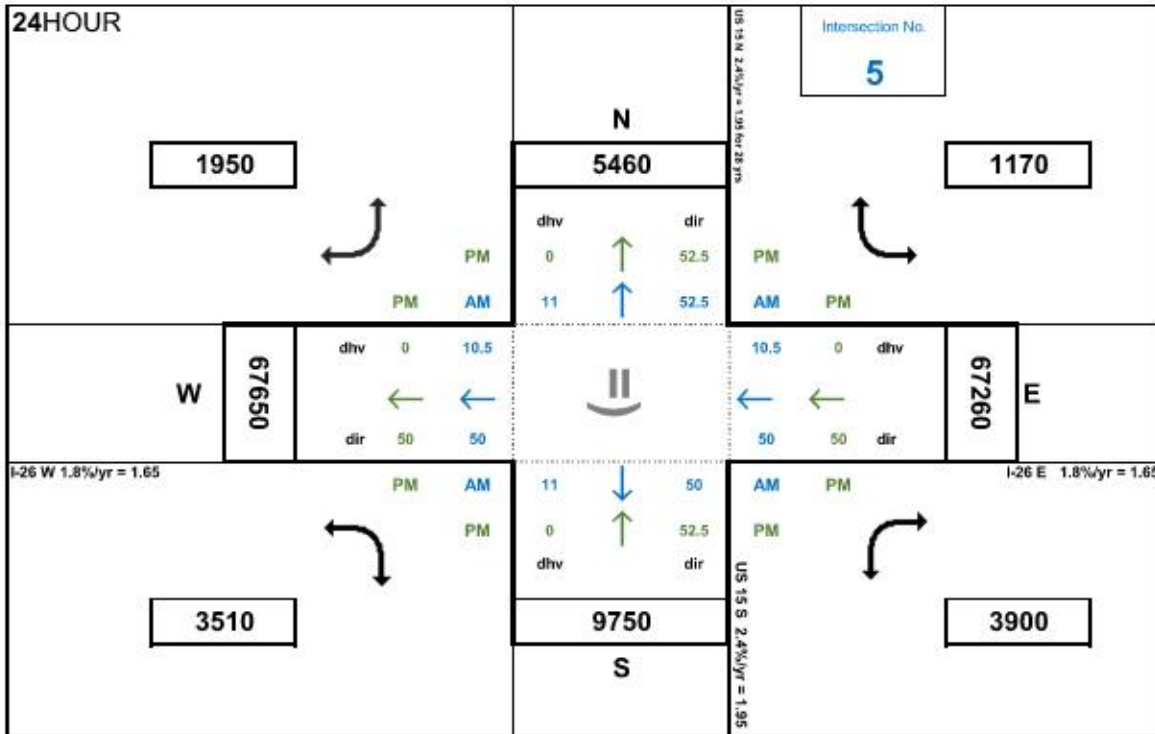 24HOUR
US 15 N 2.4%/yr = 1.95 for 28 yrs
Intersection No.
5
N
1950
5460
1170
dhv dir
PM 0 52.5 PM
PM AM 11 52.5 AM PM
dhv 0 10.5 10.5 0 dhv
W 67650 67260 E
dir 50 50 50 50 dir
I-26 W 1.8%/yr = 1.65
I-26 E 1.8%/yr = 1.65
PM AM 11 50 AM PM
PM 0 52.5 PM
dhv dir
US 15 S 2.4%/yr = 1.95
3510
9750
3900
S